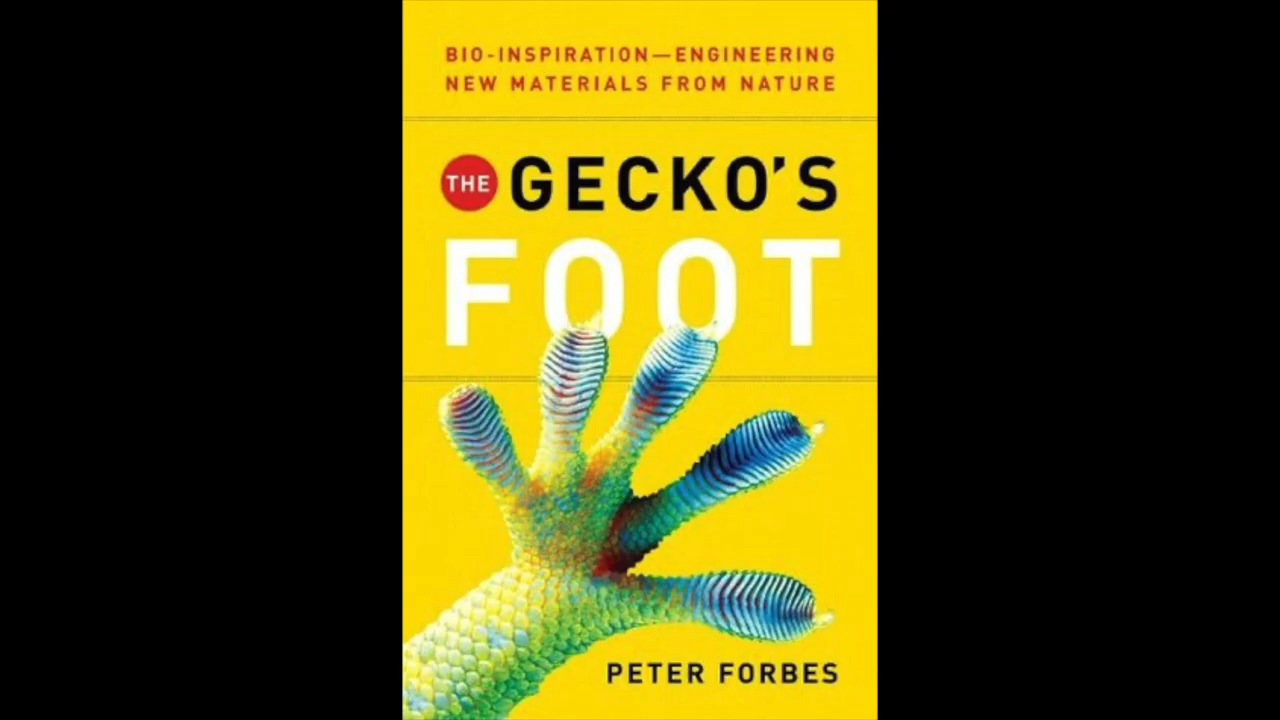 BIO-INSPIRATION—ENGINEERING
NEW MATERIALS FROM NATURE
THE GECKO'S
FOOT
PETER FORBES